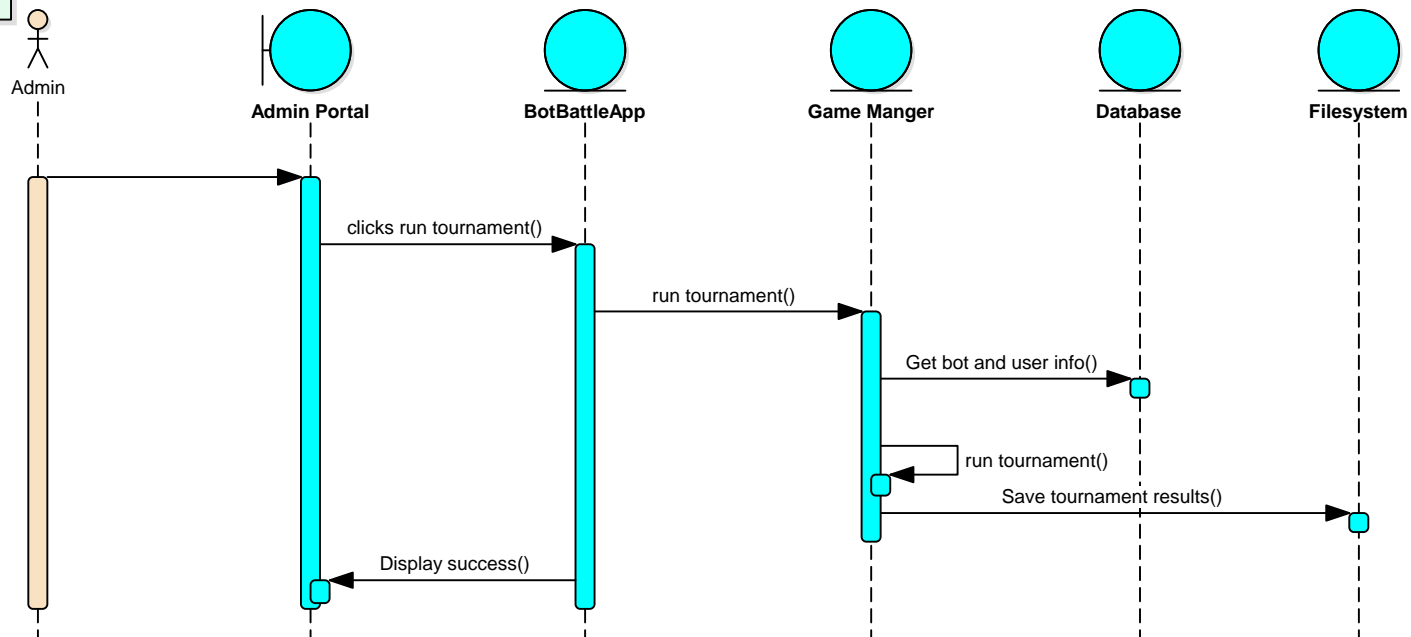 Admin
Admin Portal
BotBattleApp
Game Manger
Database
Filesystem
clicks run tournament()
run tournament()
Get bot and user info()
run tournament()
Save tournament results()
Display success()